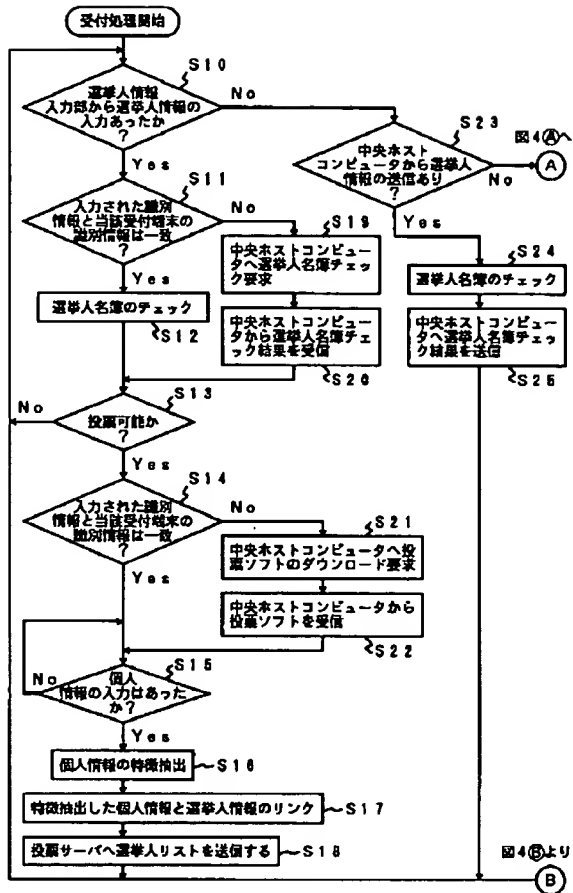 受付処理開始
S10
選挙人情報
入力部から選挙人情報の
入力あったか
?
No
Yes
S23
中央ホスト
コンピュータから選挙人
情報の送信あり
?
No
図4Ⓐへ
A
Yes
S11
入力された識別
情報と当該受付端末の
識別情報は一致
?
No
Yes
S19
中央ホストコンピュー
タへ選挙人名簿チェッ
ク要求
S24
選挙人名簿のチェック
選挙人名簿のチェック
S12
中央ホストコンピュー
タから選挙人名簿チェ
ック結果を受信
S20
中央ホストコンピュー
タへ選挙人名簿チェッ
ク結果を送信
S25
S13
No
投票可能か
?
Yes
S14
入力された識別
情報と当該受付端末の
識別情報は一致
?
No
Yes
S21
中央ホストコンピュータへ投
票ソフトのダウンロード要求
中央ホストコンピュータから
投票ソフトを受信
S22
S15
個人
情報の入力はあった
か?
No
Yes
個人情報の特徴抽出
S16
特徴抽出した個人情報と選挙人情報のリンク
S17
投票サーバへ選挙人リストを送信する
S18
図4Ⓑより
B